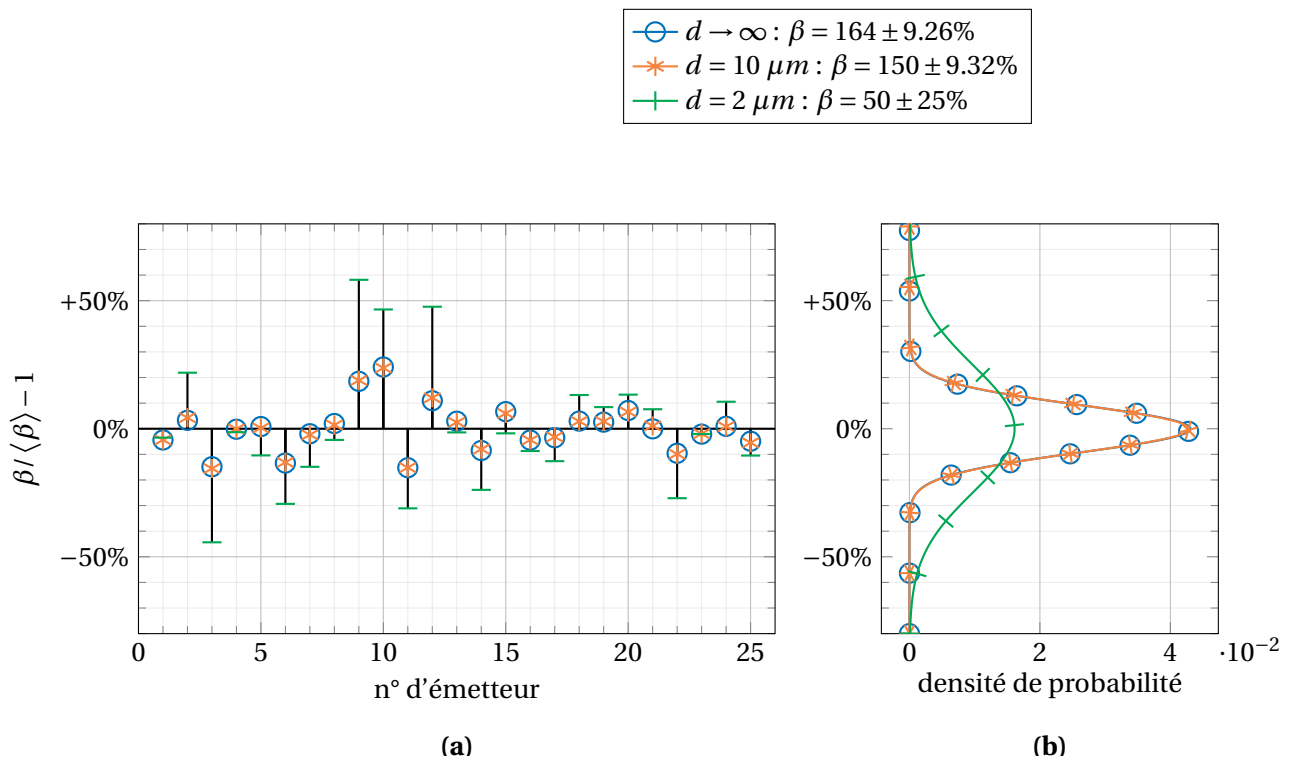 d → ∞ : β = 164 ± 9.26%
d = 10 μm : β = 150 ± 9.32%
d = 2 μm : β = 50 ± 25%
β / ⟨β⟩ − 1
+50%
0%
−50%
0 5 10 15 20 25
n° d'émetteur
(a)
+50%
0%
−50%
0 2 4 ·10⁻²
densité de probabilité
(b)